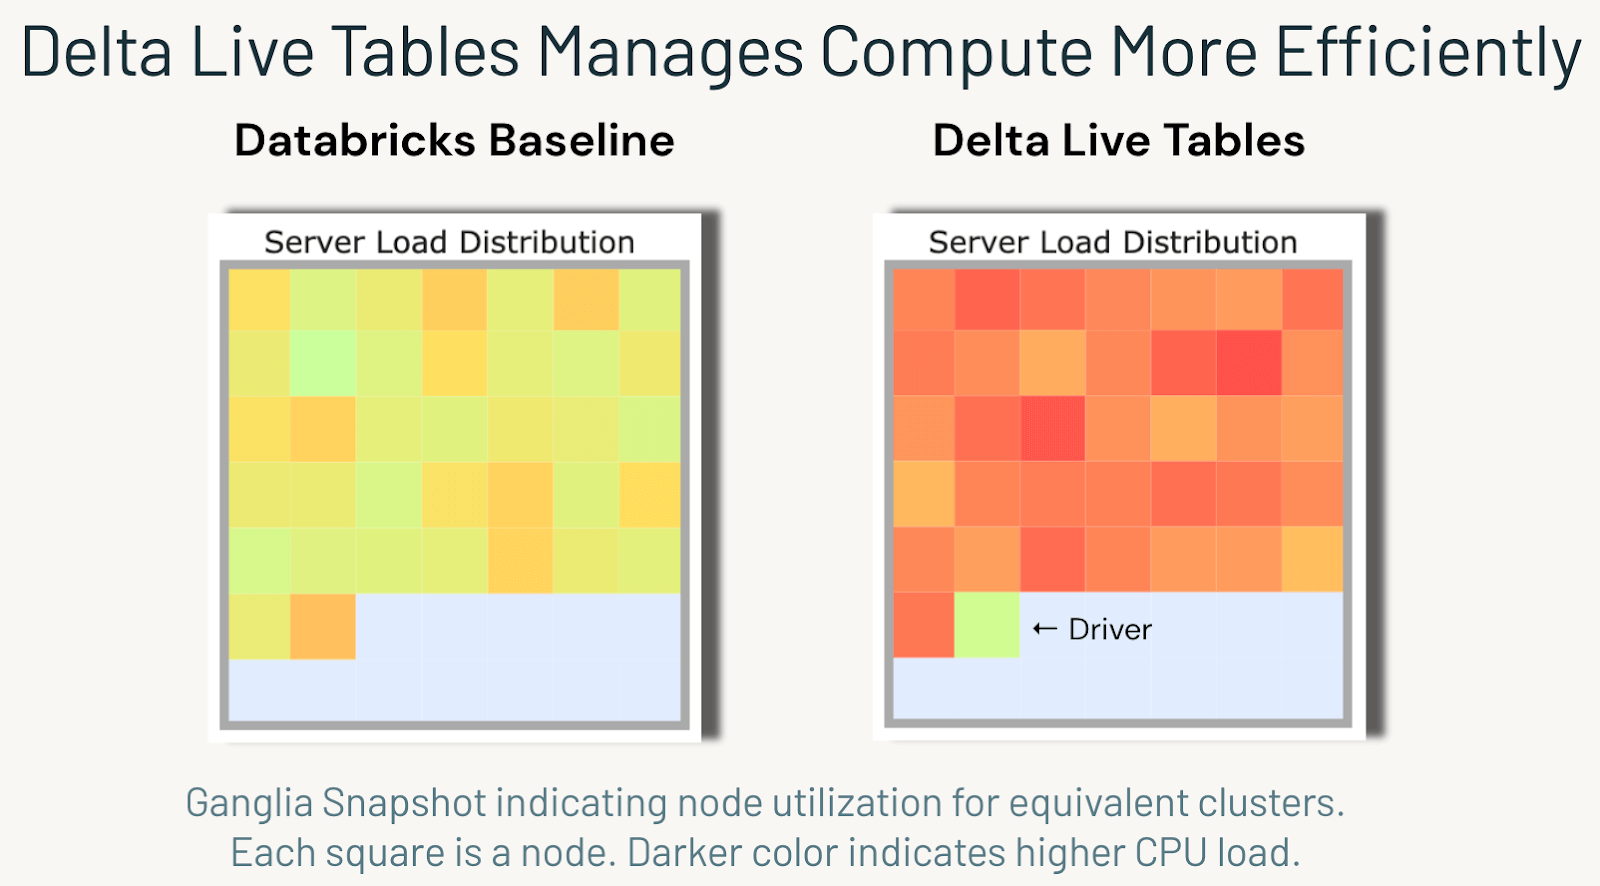 Delta Live Tables Manages Compute More Efficiently
Databricks Baseline
Delta Live Tables
Server Load Distribution
Server Load Distribution
← Driver
Ganglia Snapshot indicating node utilization for equivalent clusters.
Each square is a node. Darker color indicates higher CPU load.